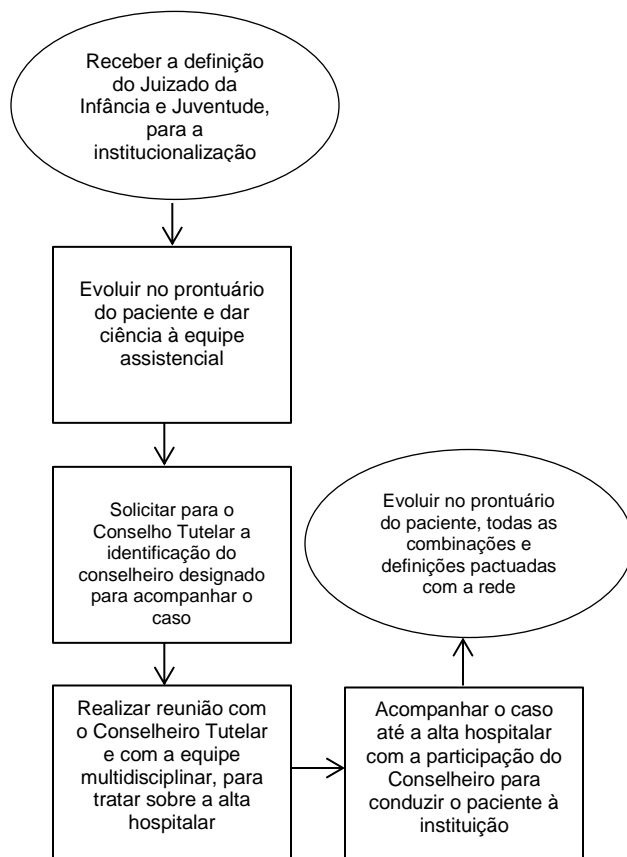 Receber a definição
do Juizado da
Infância e Juventude,
para a
institucionalização
Evoluir no prontuário
do paciente e dar
ciência à equipe
assistencial
Solicitar para o
Conselho Tutelar a
identificação do
conselheiro designado
para acompanhar o
caso
Realizar reunião com
o Conselheiro Tutelar
e com a equipe
multidisciplinar, para
tratar sobre a alta
hospitalar
Acompanhar o caso
até a alta hospitalar
com a participação do
Conselheiro para
conduzir o paciente à
instituição
Evoluir no prontuário
do paciente, todas as
combinações e
definições pactuadas
com a rede